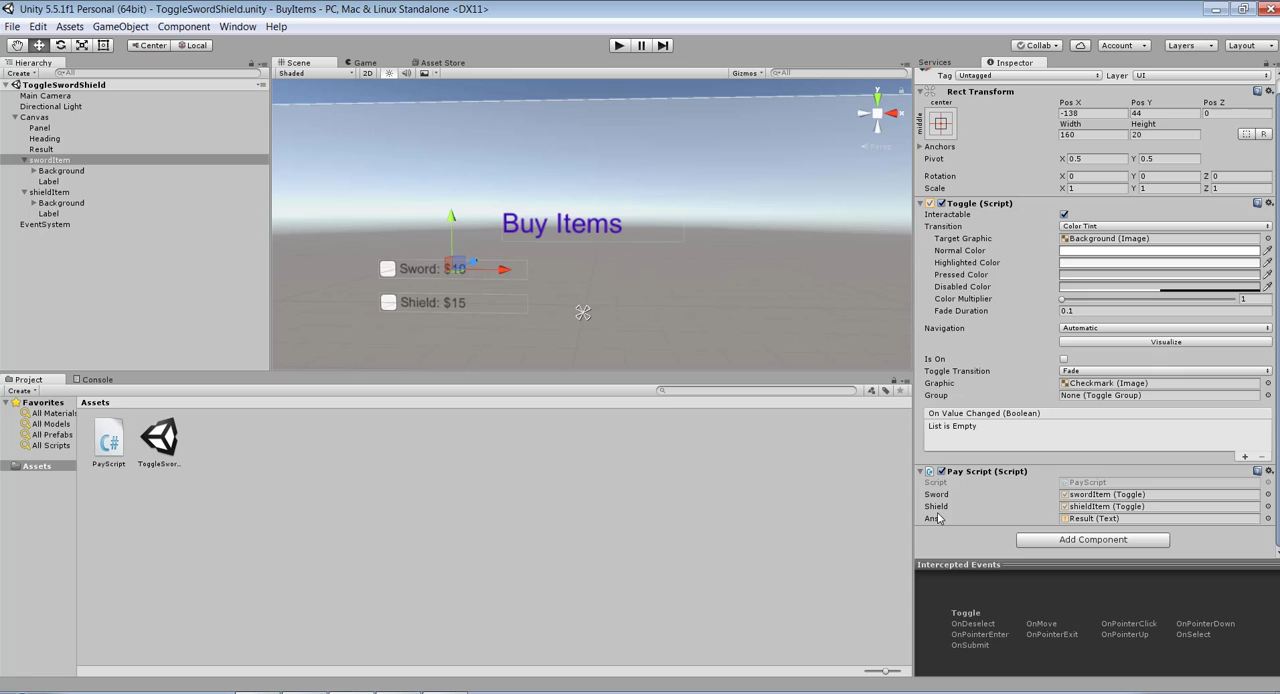 Unity 5.5.1f1 Personal (64bit) - ToggleSwordShield.unity - BuyItems - PC, Mac & Linux Standalone <DX11>
File Edit Assets GameObject Component Window Help
Center Local Collab Account Layers Layout
Hierarchy
Create All
ToggleSwordShield
Main Camera
Directional Light
Canvas
Panel
Heading
Result
swordItem
Background
Label
shieldItem
Background
Label
EventSystem
Scene Game Asset Store
Shaded 2D Gizmos All
y
x
Persp
Buy Items
Sword: $10
Shield: $15
Project Console
Create
Favorites
All Materials
All Models
All Prefabs
All Scripts
Assets
Assets
PayScript
ToggleSwor...
Services Inspector
Tag Untagged Layer UI
Rect Transform
center
middle
Pos X Pos Y Pos Z
-138 44 0
Width Height
160 20
R
Anchors
Pivot X 0.5 Y 0.5
Rotation X 0 Y 0 Z 0
Scale X 1 Y 1 Z 1
Toggle (Script)
Interactable
Transition Color Tint
Target Graphic Background (Image)
Normal Color
Highlighted Color
Pressed Color
Disabled Color
Color Multiplier 1
Fade Duration 0.1
Navigation Automatic
Visualize
Is On
Toggle Transition Fade
Graphic Checkmark (Image)
Group None (Toggle Group)
On Value Changed (Boolean)
List is Empty
Pay Script (Script)
Script PayScript
Sword swordItem (Toggle)
Shield shieldItem (Toggle)
Result (Text)
Add Component
Intercepted Events
Toggle
OnDeselect OnMove OnPointerClick OnPointerDown
OnPointerEnter OnPointerExit OnPointerUp OnSelect
OnSubmit